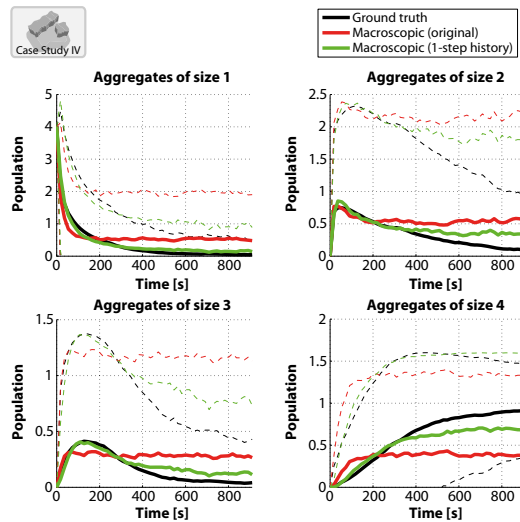 Case Study IV
Ground truth
Macroscopic (original)
Macroscopic (1-step history)
Aggregates of size 1
5
4
3
2
1
0
Population
0 200 400 600 800
Time [s]
Aggregates of size 2
2.5
2
1.5
1
0.5
0
Population
0 200 400 600 800
Time [s]
Aggregates of size 3
1.5
1
0.5
0
Population
0 200 400 600 800
Time [s]
Aggregates of size 4
2
1.5
1
0.5
0
Population
0 200 400 600 800
Time [s]